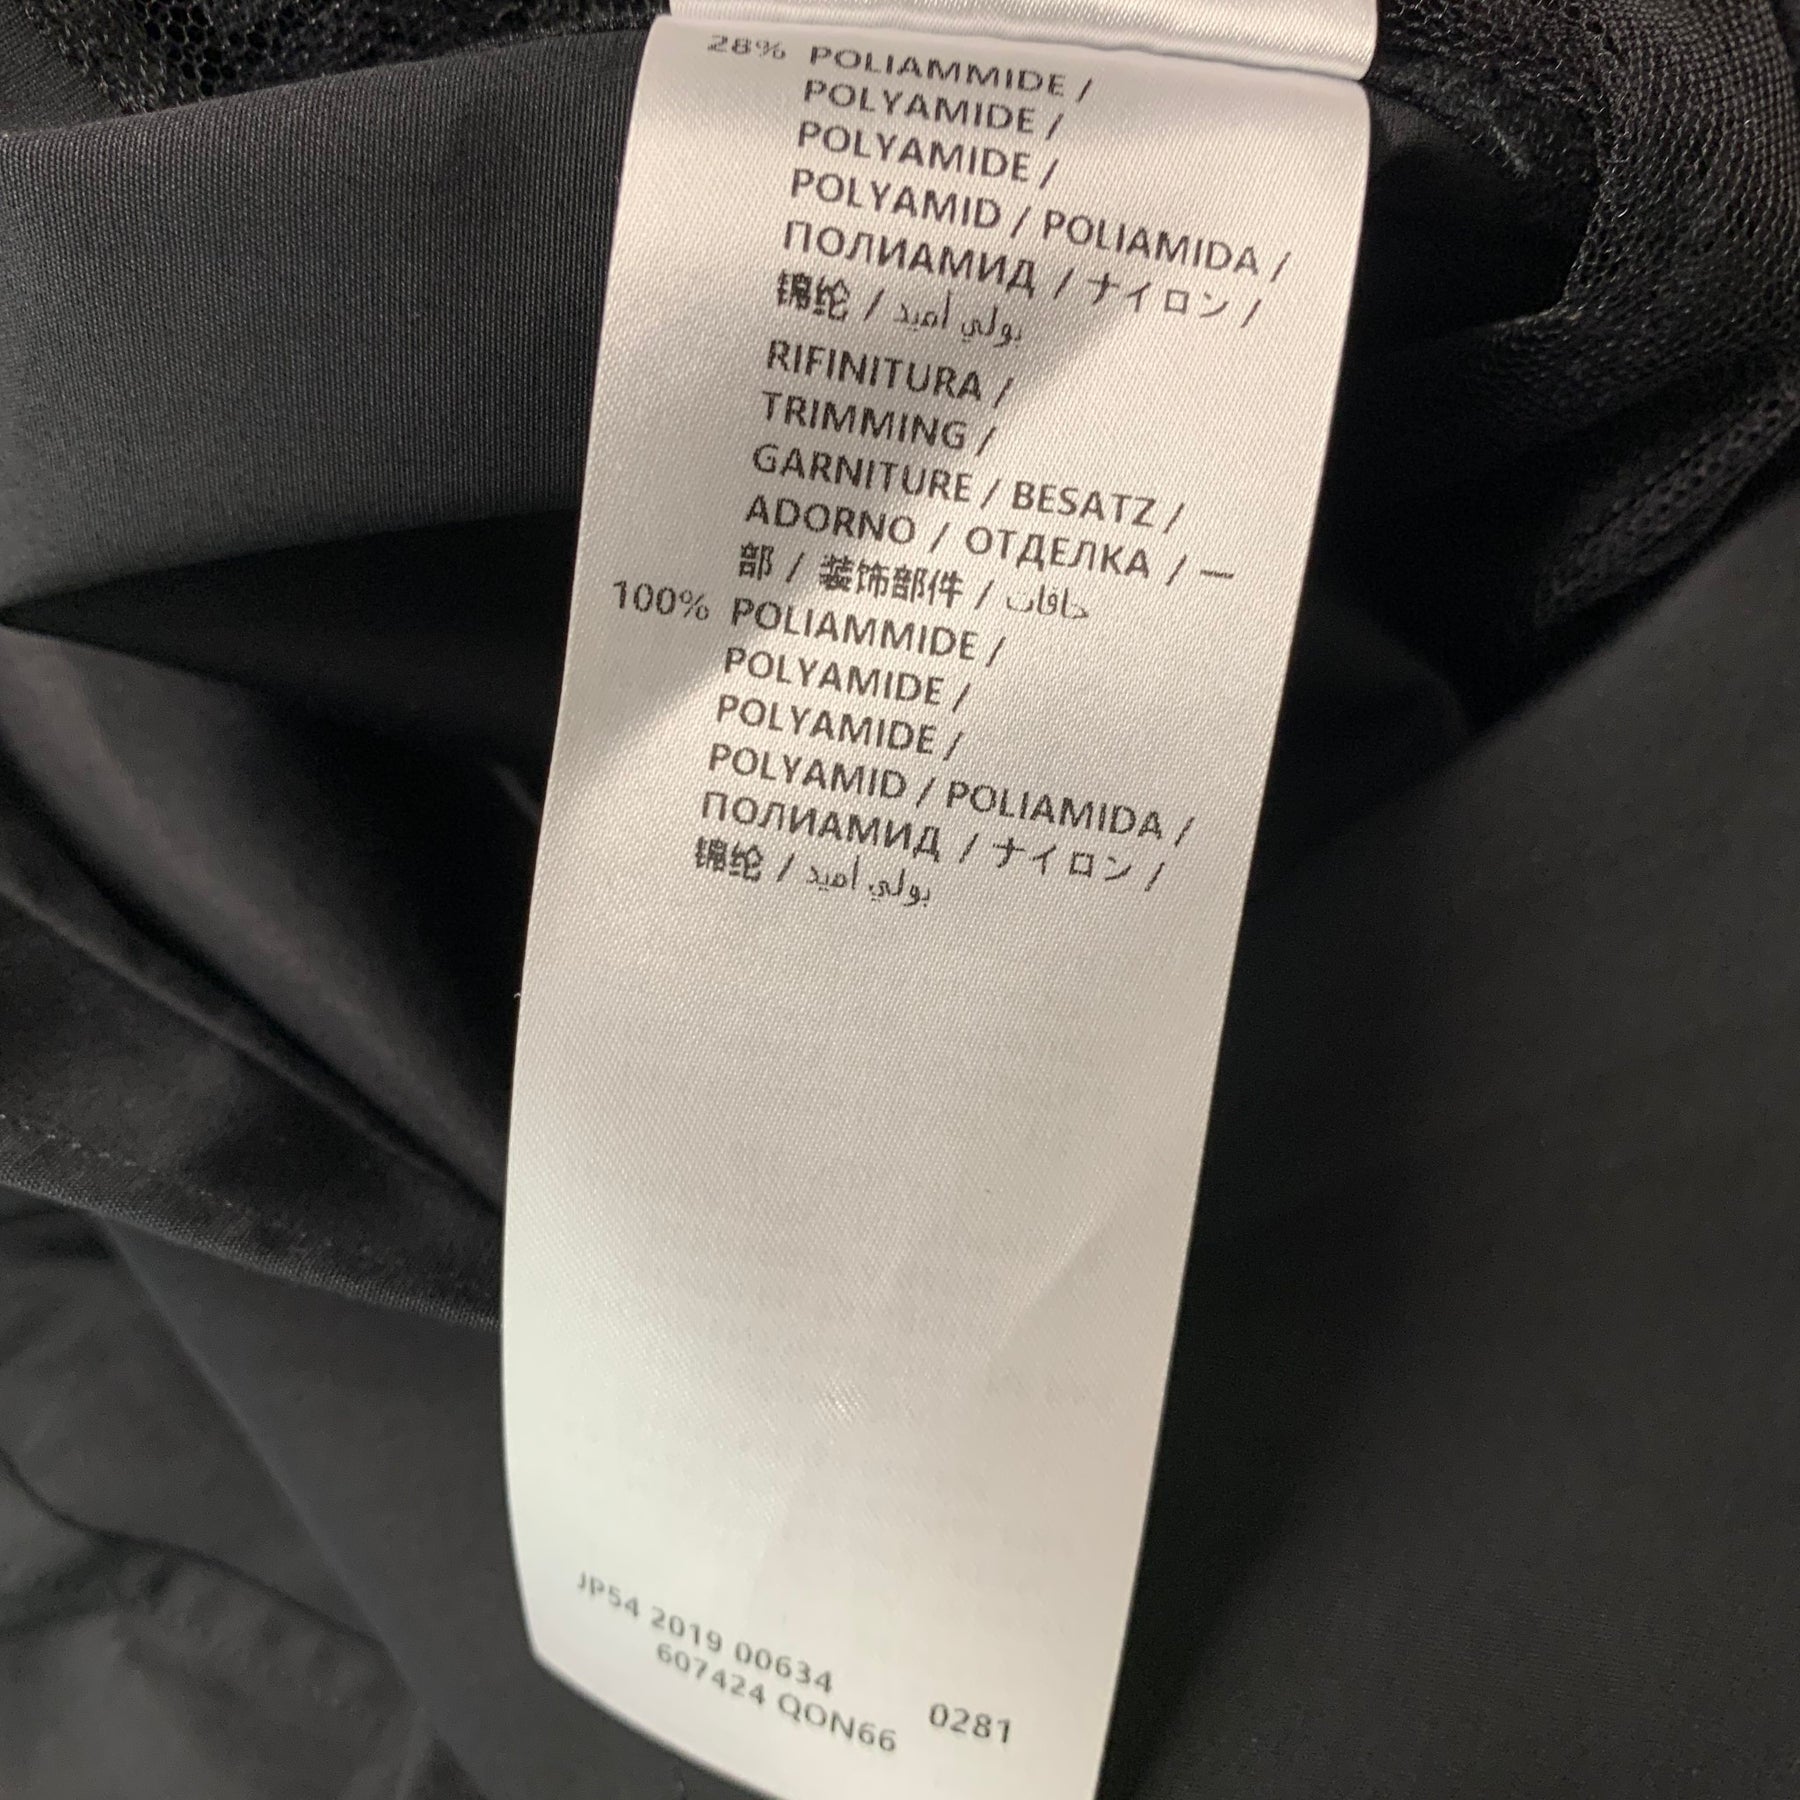 28% POLIAMMIDE /
POLYAMIDE /
POLYAMIDE /
POLYAMID / POLIAMIDA /
ПОЛИАМИД / ナイロン /
锦纶 / بولي أميد
RIFINITURA /
TRIMMING /
GARNITURE / BESATZ /
ADORNO / ОТДЕЛКА / 一
部 / 装饰部件 / حافات
100% POLIAMMIDE /
POLYAMIDE /
POLYAMIDE /
POLYAMID / POLIAMIDA /
ПОЛИАМИД / ナイロン /
锦纶 / بولي أميد
JP54 2019 00634
607424 QON66 0281